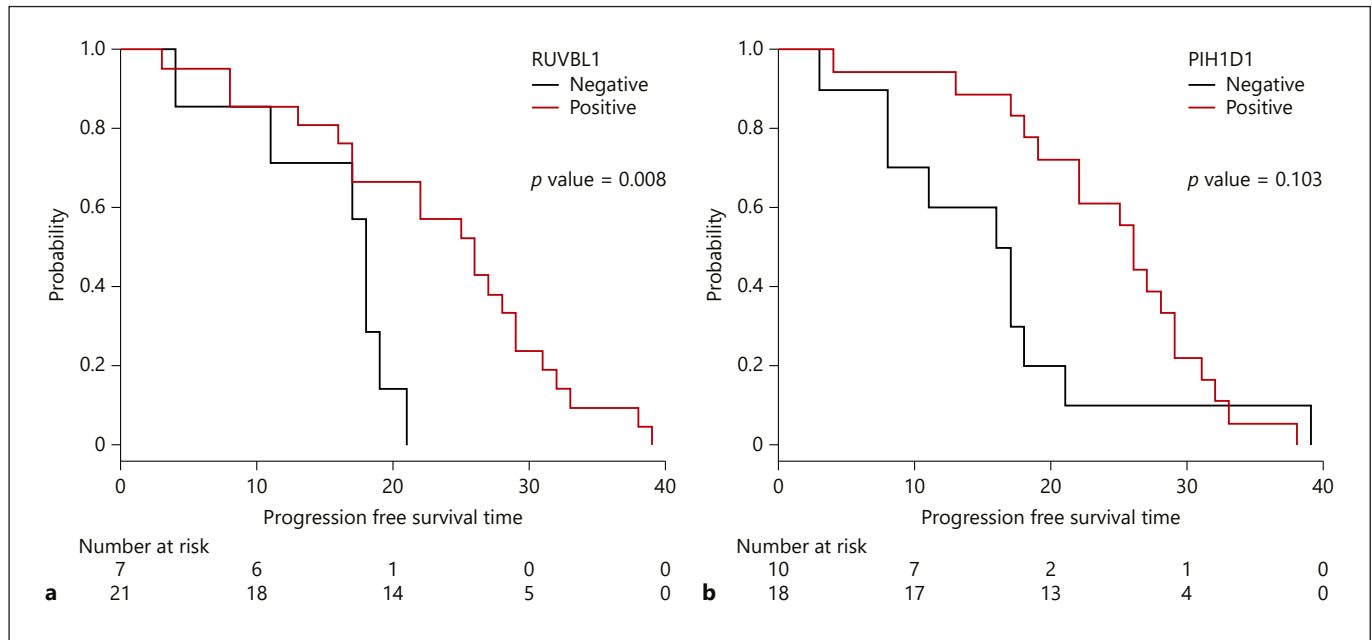 1.0
0.8
0.6
0.4
0.2
0
Probability
RUVBL1
Negative
Positive
p value = 0.008
0 10 20 30 40
Progression free survival time
Number at risk
7 6 1 0 0
a 21 18 14 5 0
1.0
0.8
0.6
0.4
0.2
0
Probability
PIH1D1
Negative
Positive
p value = 0.103
0 10 20 30 40
Progression free survival time
Number at risk
10 7 2 1 0
b 18 17 13 4 0